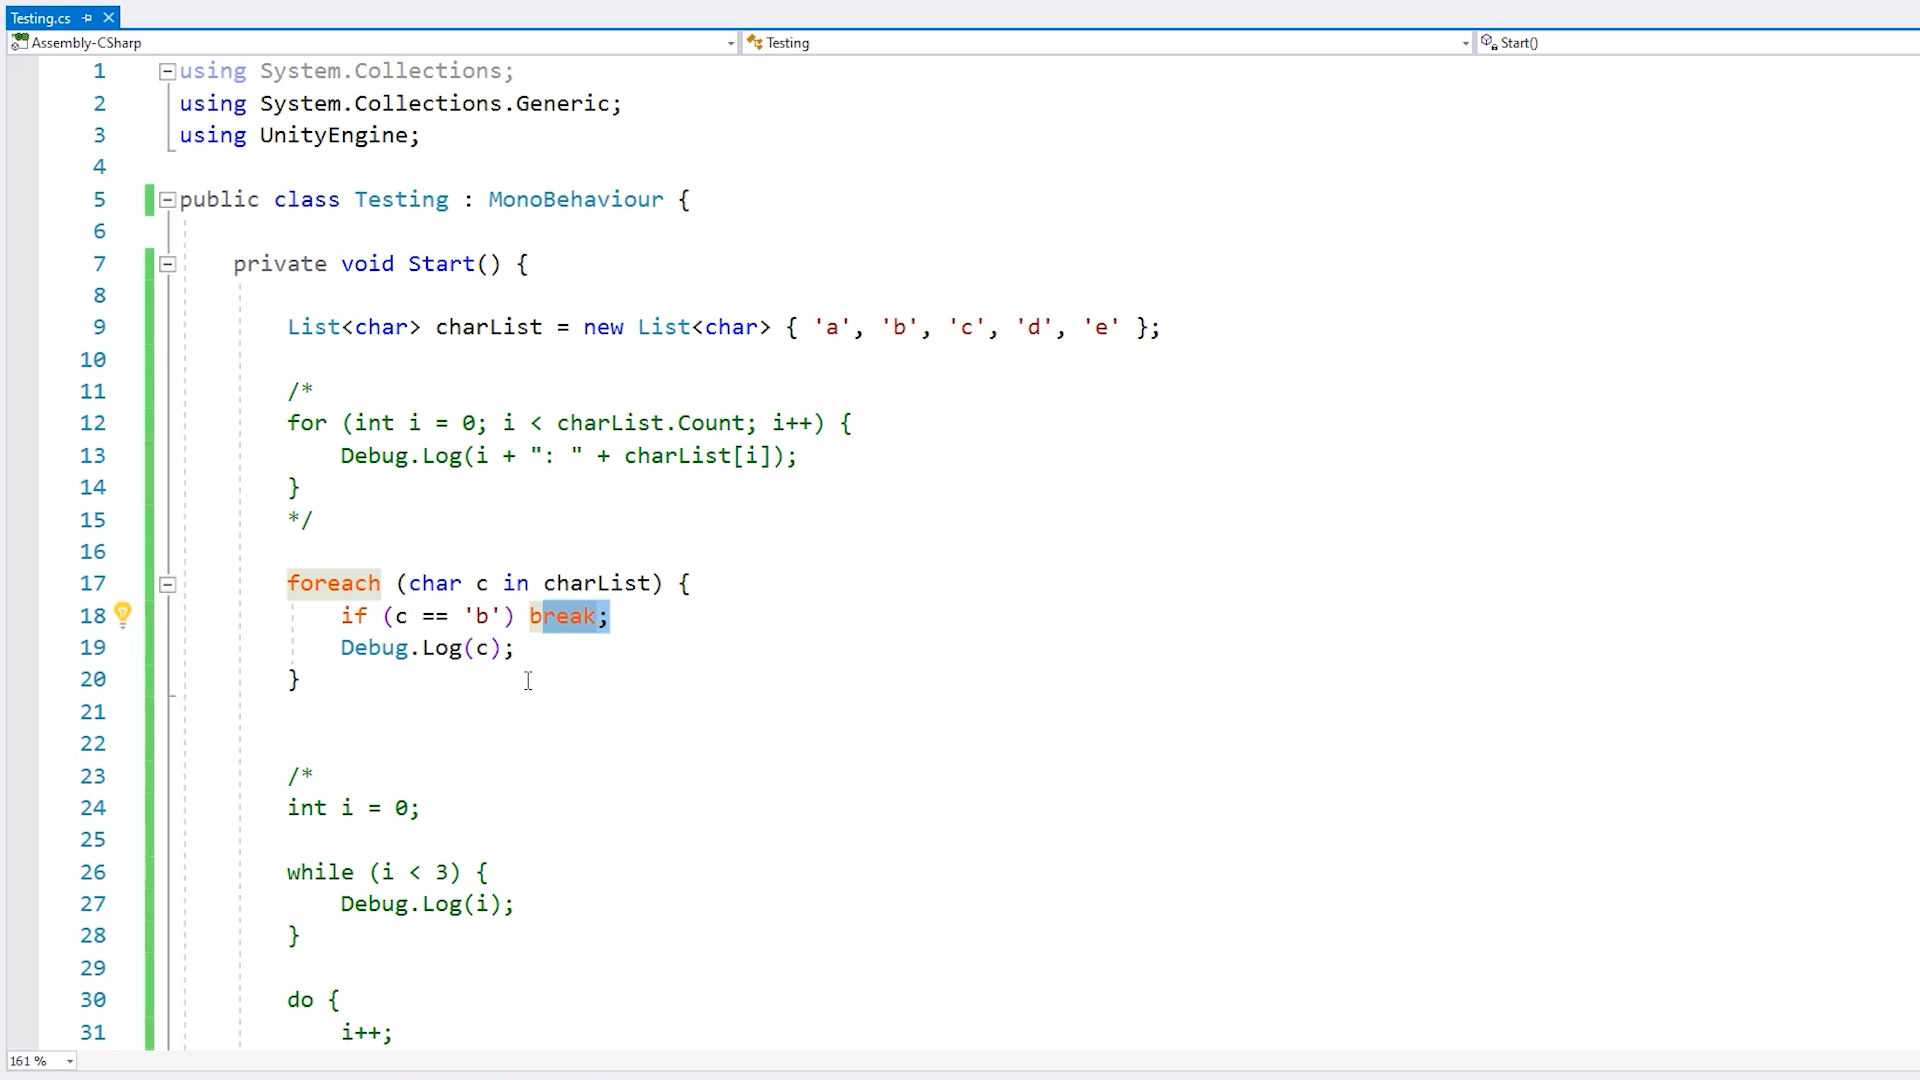 Testing.cs
Assembly-CSharp Testing Start()
1 using System.Collections;
2 using System.Collections.Generic;
3 using UnityEngine;
4
5 public class Testing : MonoBehaviour {
6
7 private void Start() {
8
9 List<char> charList = new List<char> { 'a', 'b', 'c', 'd', 'e' };
10
11 /*
12 for (int i = 0; i < charList.Count; i++) {
13 Debug.Log(i + ": " + charList[i]);
14 }
15 */
16
17 foreach (char c in charList) {
18 if (c == 'b') break;
19 Debug.Log(c);
20 }
21
22
23 /*
24 int i = 0;
25
26 while (i < 3) {
27 Debug.Log(i);
28 }
29
30 do {
31 i++;
161 %